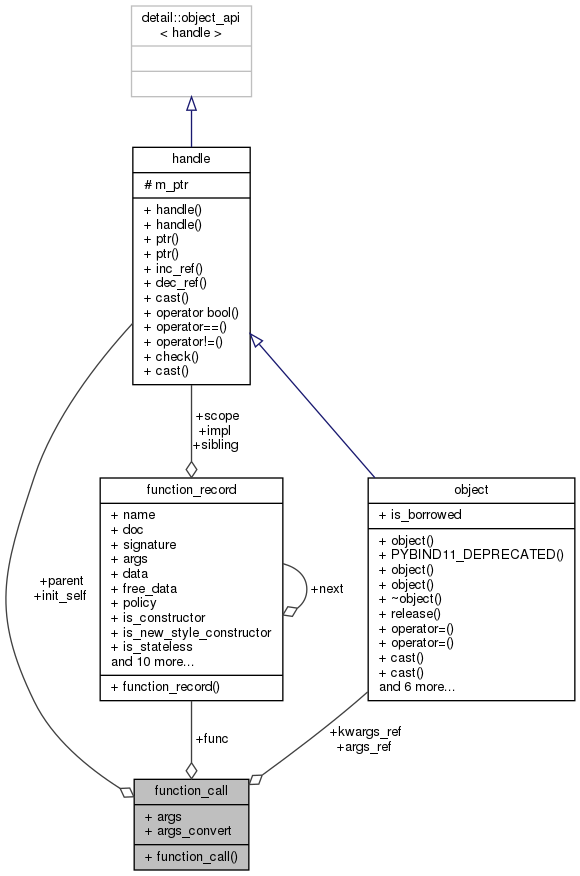 detail::object_api
< handle >
handle
# m_ptr
+ handle()
+ handle()
+ ptr()
+ ptr()
+ inc_ref()
+ dec_ref()
+ cast()
+ operator bool()
+ operator==()
+ operator!=()
+ check()
+ cast()
+scope
+impl
+sibling
function_record
+ name
+ doc
+ signature
+ args
+ data
+ free_data
+ policy
+ is_constructor
+ is_new_style_constructor
+ is_stateless
and 10 more...
+ function_record()
+next
object
+ is_borrowed
+ object()
+ PYBIND11_DEPRECATED()
+ object()
+ object()
+ ~object()
+ release()
+ operator=()
+ operator=()
+ cast()
+ cast()
and 6 more...
+parent
+init_self
+func
+kwargs_ref
+args_ref
function_call
+ args
+ args_convert
+ function_call()